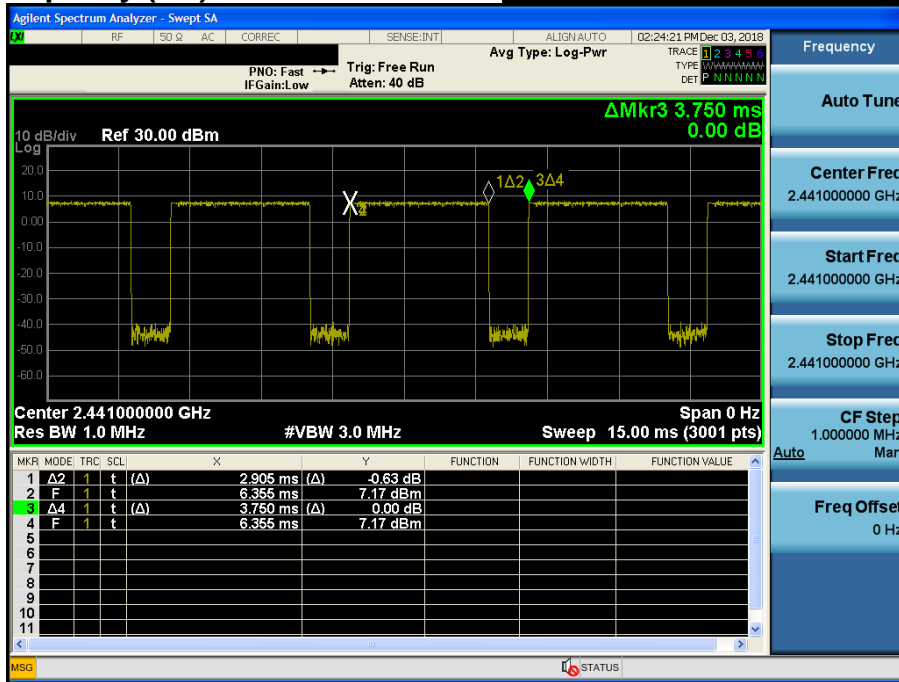 Agilent Spectrum Analyzer - Swept SA
LXI RF 50 Ω AC CORREC SENSE:INT ALIGN AUTO 02:24:21 PM Dec 03, 2018
Avg Type: Log-Pwr
TRACE 1 2 3 4 5 6
TYPE
DET P N N N N N
PNO: Fast
IFGain:Low
Trig: Free Run
Atten: 40 dB
ΔMkr3 3.750 ms
0.00 dB
10 dB/div Ref 30.00 dBm
Log
20.0
10.0
0.00
-10.0
-20.0
-30.0
-40.0
-50.0
-60.0
1Δ2 3Δ4
X
Center 2.441000000 GHz Span 0 Hz
Res BW 1.0 MHz #VBW 3.0 MHz Sweep 15.00 ms (3001 pts)
MKR MODE TRC SCL X Y FUNCTION FUNCTION WIDTH FUNCTION VALUE
1 Δ2 1 t (Δ) 2.905 ms (Δ) -0.63 dB
2 F 1 t 6.355 ms 7.17 dBm
3 Δ4 1 t (Δ) 3.750 ms (Δ) 0.00 dB
4 F 1 t 6.355 ms 7.17 dBm
5
6
7
8
9
10
11
MSG STATUS
Frequency
Auto Tune
Center Freq
2.441000000 GHz
Start Freq
2.441000000 GHz
Stop Freq
2.441000000 GHz
CF Step
1.000000 MHz
Auto Man
Freq Offset
0 Hz